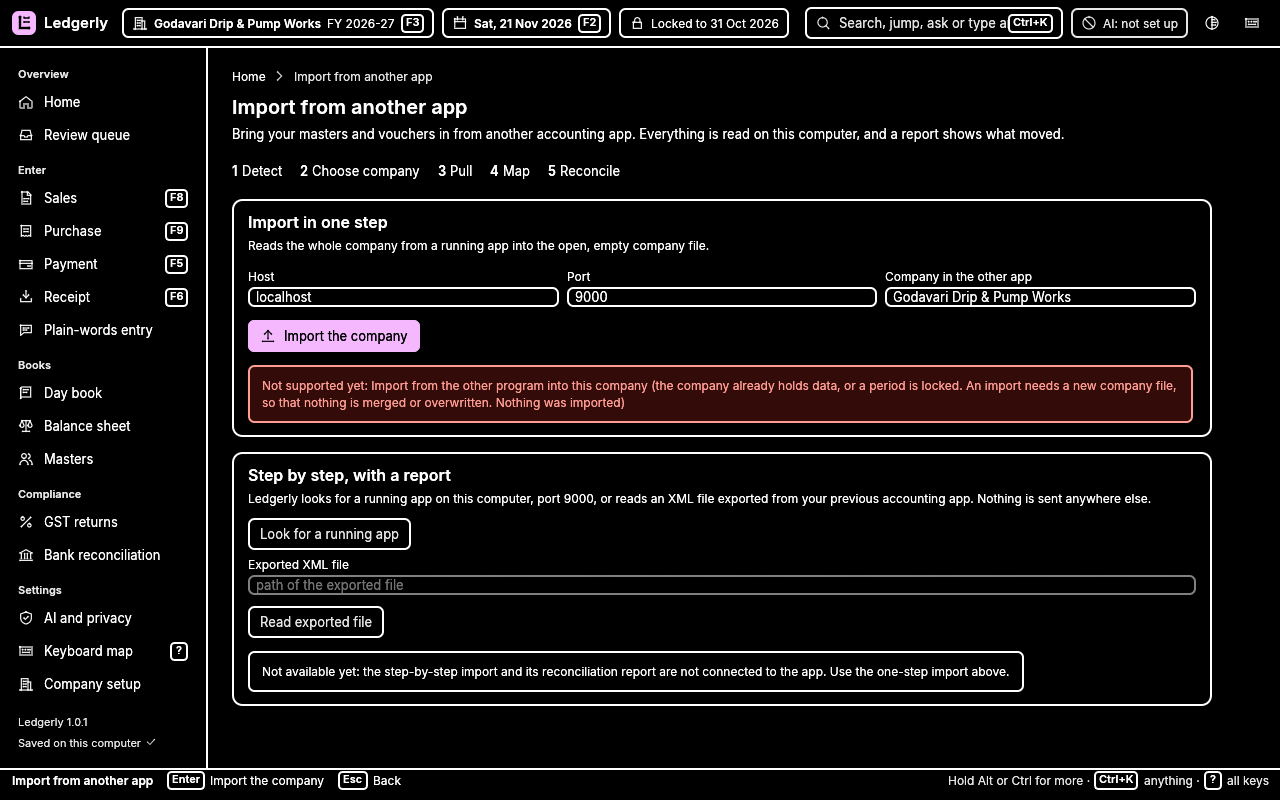 Ledgerly
Godavari Drip & Pump Works FY 2026-27 F3
Sat, 21 Nov 2026 F2
Locked to 31 Oct 2026
Search, jump, ask or type a Ctrl+K
AI: not set up
Overview
Home
Review queue
Enter
Sales F8
Purchase F9
Payment F5
Receipt F6
Plain-words entry
Books
Day book
Balance sheet
Masters
Compliance
GST returns
Bank reconciliation
Settings
AI and privacy
Keyboard map ?
Company setup
Ledgerly 1.0.1
Saved on this computer
Home Import from another app
Import from another app
Bring your masters and vouchers in from another accounting app. Everything is read on this computer, and a report shows what moved.
1 Detect 2 Choose company 3 Pull 4 Map 5 Reconcile
Import in one step
Reads the whole company from a running app into the open, empty company file.
Host Port Company in the other app
localhost 9000 Godavari Drip & Pump Works
Import the company
Not supported yet: Import from the other program into this company (the company already holds data, or a period is locked. An import needs a new company file,
so that nothing is merged or overwritten. Nothing was imported)
Step by step, with a report
Ledgerly looks for a running app on this computer, port 9000, or reads an XML file exported from your previous accounting app. Nothing is sent anywhere else.
Look for a running app
Exported XML file
path of the exported file
Read exported file
Not available yet: the step-by-step import and its reconciliation report are not connected to the app. Use the one-step import above.
Import from another app Enter Import the company Esc Back
Hold Alt or Ctrl for more · Ctrl+K anything · ? all keys